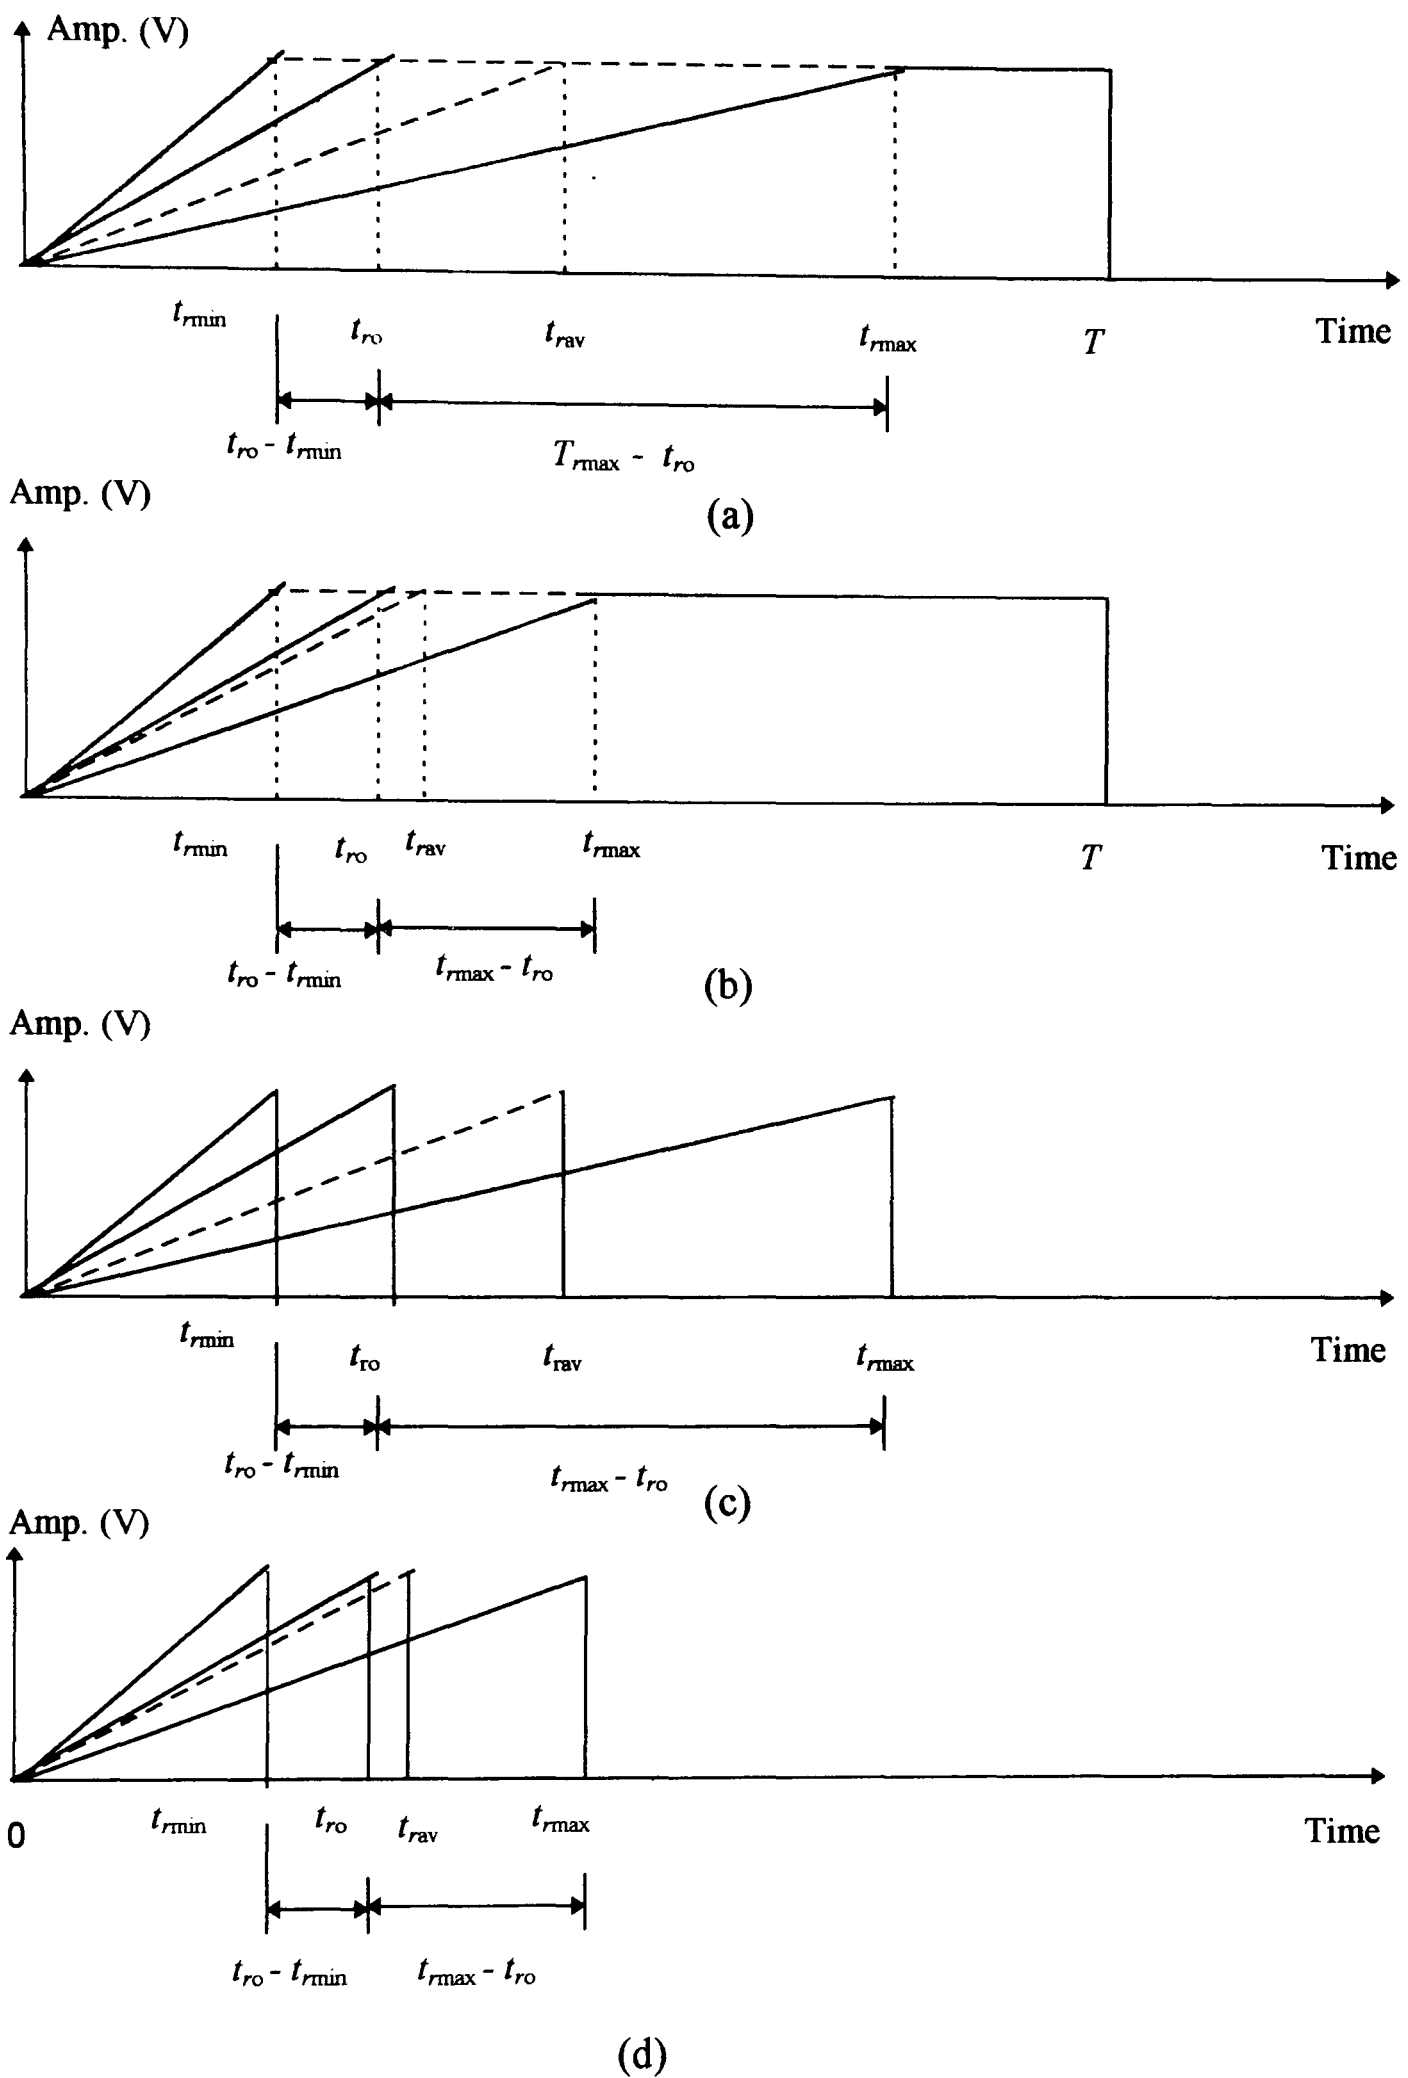 Amp. (V)
t_rmin t_ro t_rav t_rmax T Time
t_ro - t_rmin T_rmax - t_ro
(a)
Amp. (V)
t_rmin t_ro t_rav t_rmax T Time
t_ro - t_rmin t_rmax - t_ro
(b)
Amp. (V)
t_rmin t_ro t_rav t_rmax Time
t_ro - t_rmin t_rmax - t_ro
(c)
Amp. (V)
0 t_rmin t_ro t_rav t_rmax Time
t_ro - t_rmin t_rmax - t_ro
(d)